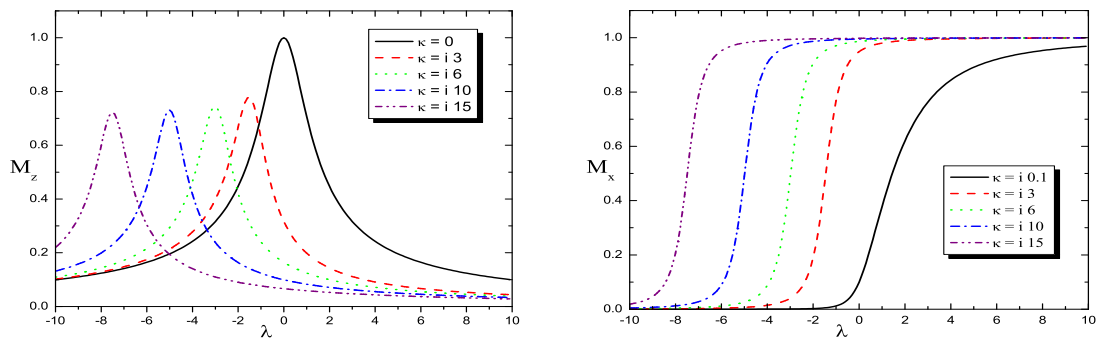 1.0
0.8
0.6
0.4
0.2
0.0
M_z
-10 -8 -6 -4 -2 0 2 4 6 8 10
λ
κ = 0
κ = i 3
κ = i 6
κ = i 10
κ = i 15
1.0
0.8
0.6
0.4
0.2
0.0
M_x
-10 -8 -6 -4 -2 0 2 4 6 8 10
λ
κ = i 0.1
κ = i 3
κ = i 6
κ = i 10
κ = i 15